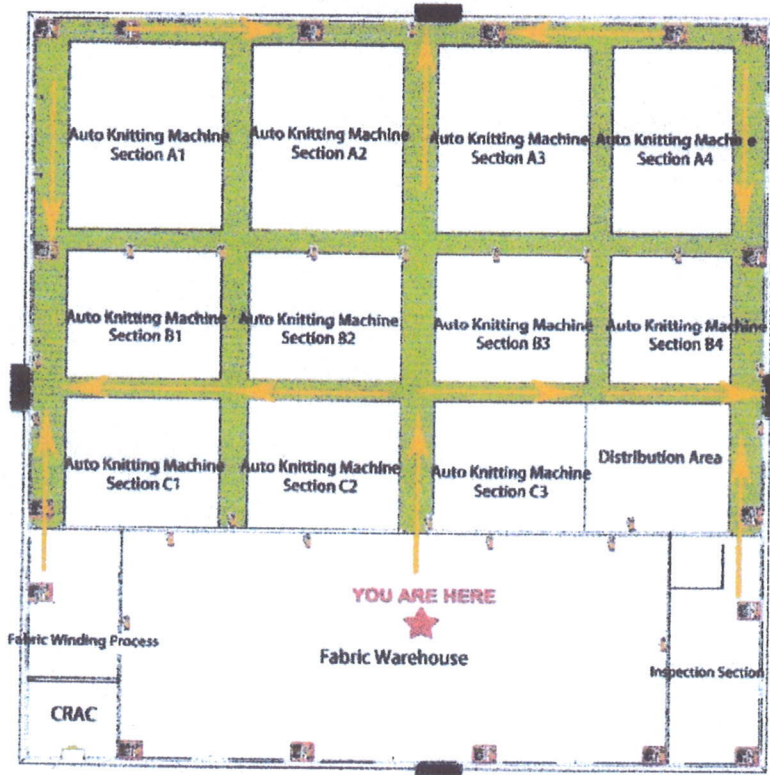 Auto Knitting Machine
Section A1
Auto Knitting Machine
Section A2
Auto Knitting Machine
Section A3
Auto Knitting Machine
Section A4
Auto Knitting Machine
Section B1
Auto Knitting Machine
Section B2
Auto Knitting Machine
Section B3
Auto Knitting Machine
Section B4
Auto Knitting Machine
Section C1
Auto Knitting Machine
Section C2
Auto Knitting Machine
Section C3
Distribution Area
YOU ARE HERE
Fabric Winding Process
Fabric Warehouse
Inspection Section
CRAC